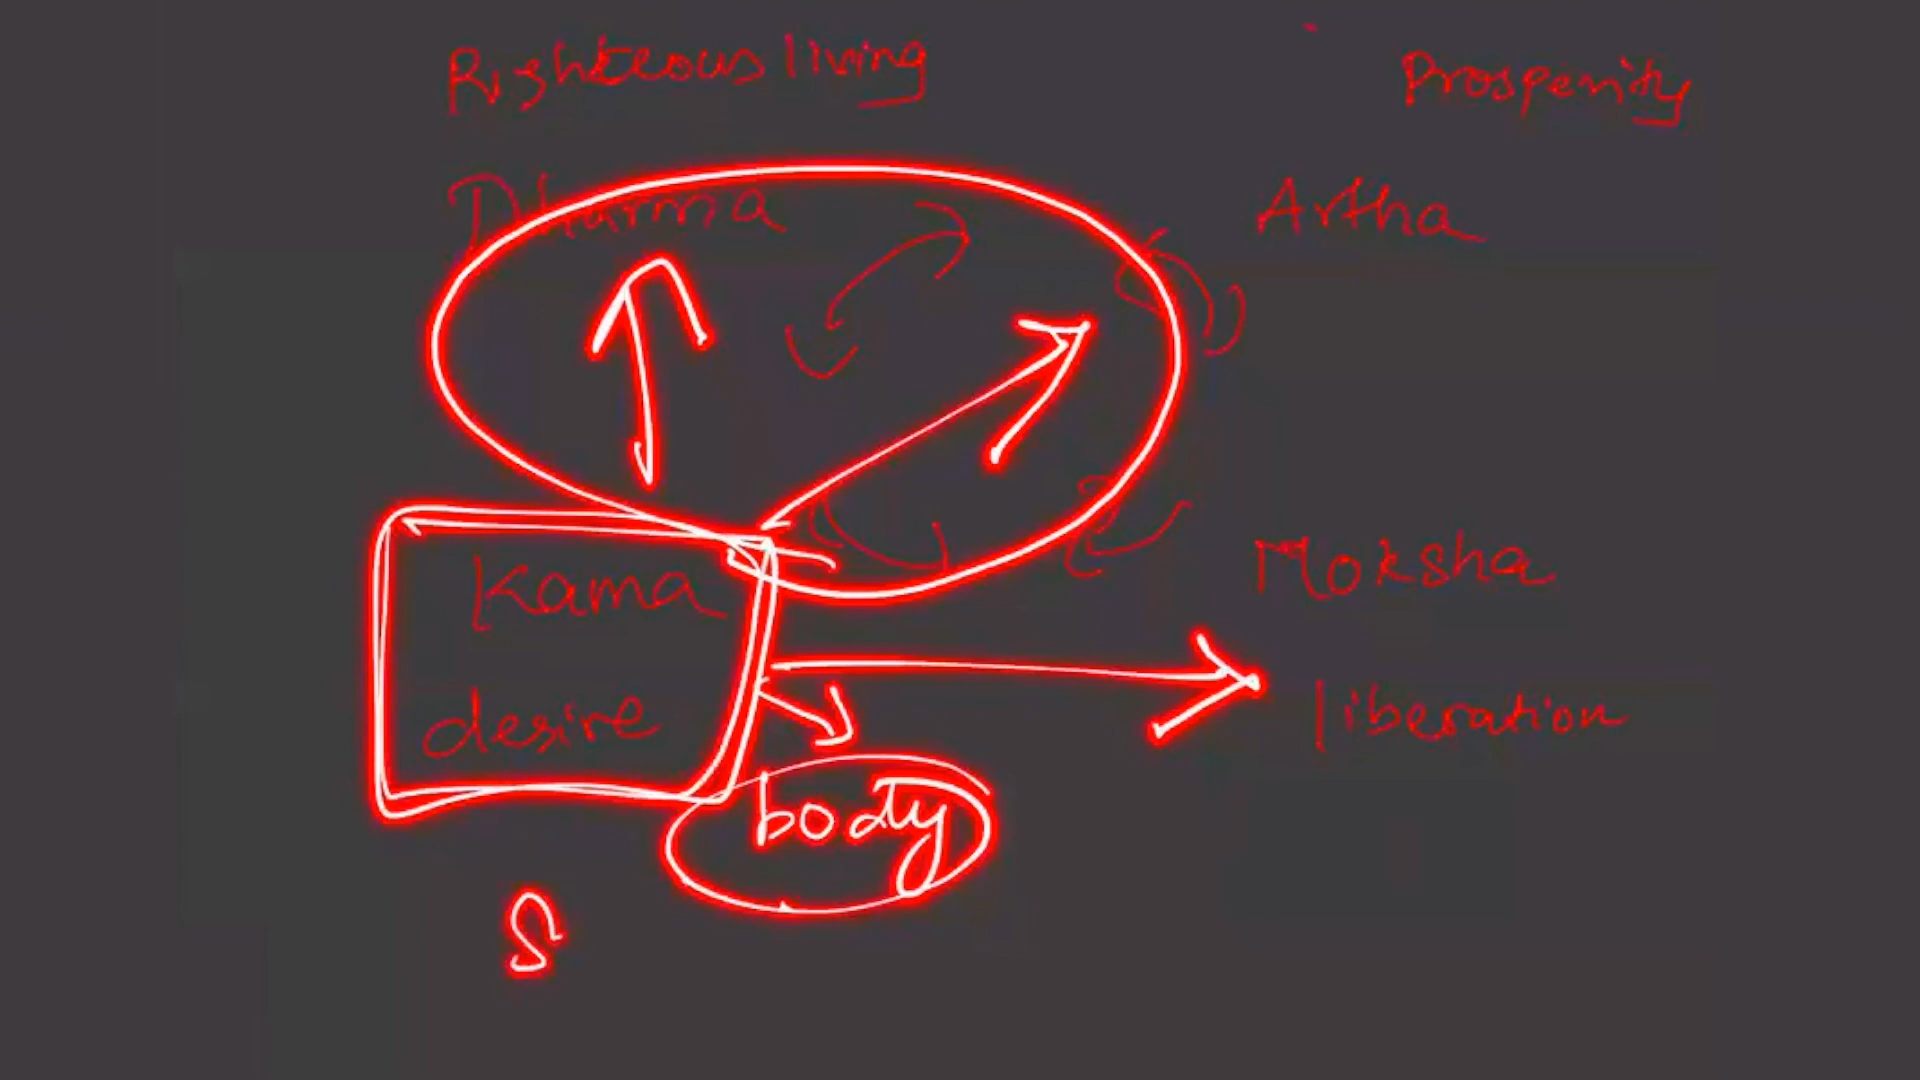 Righteous living
Prosperity
Dharma
Artha
Kama
Moksha
desire
liberation
body
S